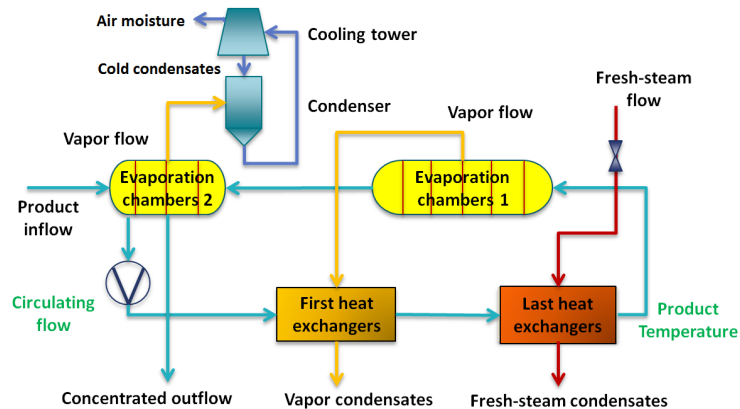 Air moisture
Cooling tower
Cold condensates
Fresh-steam
flow
Condenser
Vapor flow
Vapor flow
Evaporation
chambers 2
Evaporation
chambers 1
Product
inflow
Circulating
flow
First heat
exchangers
Last heat
exchangers
Product
Temperature
Concentrated outflow
Vapor condensates
Fresh-steam condensates